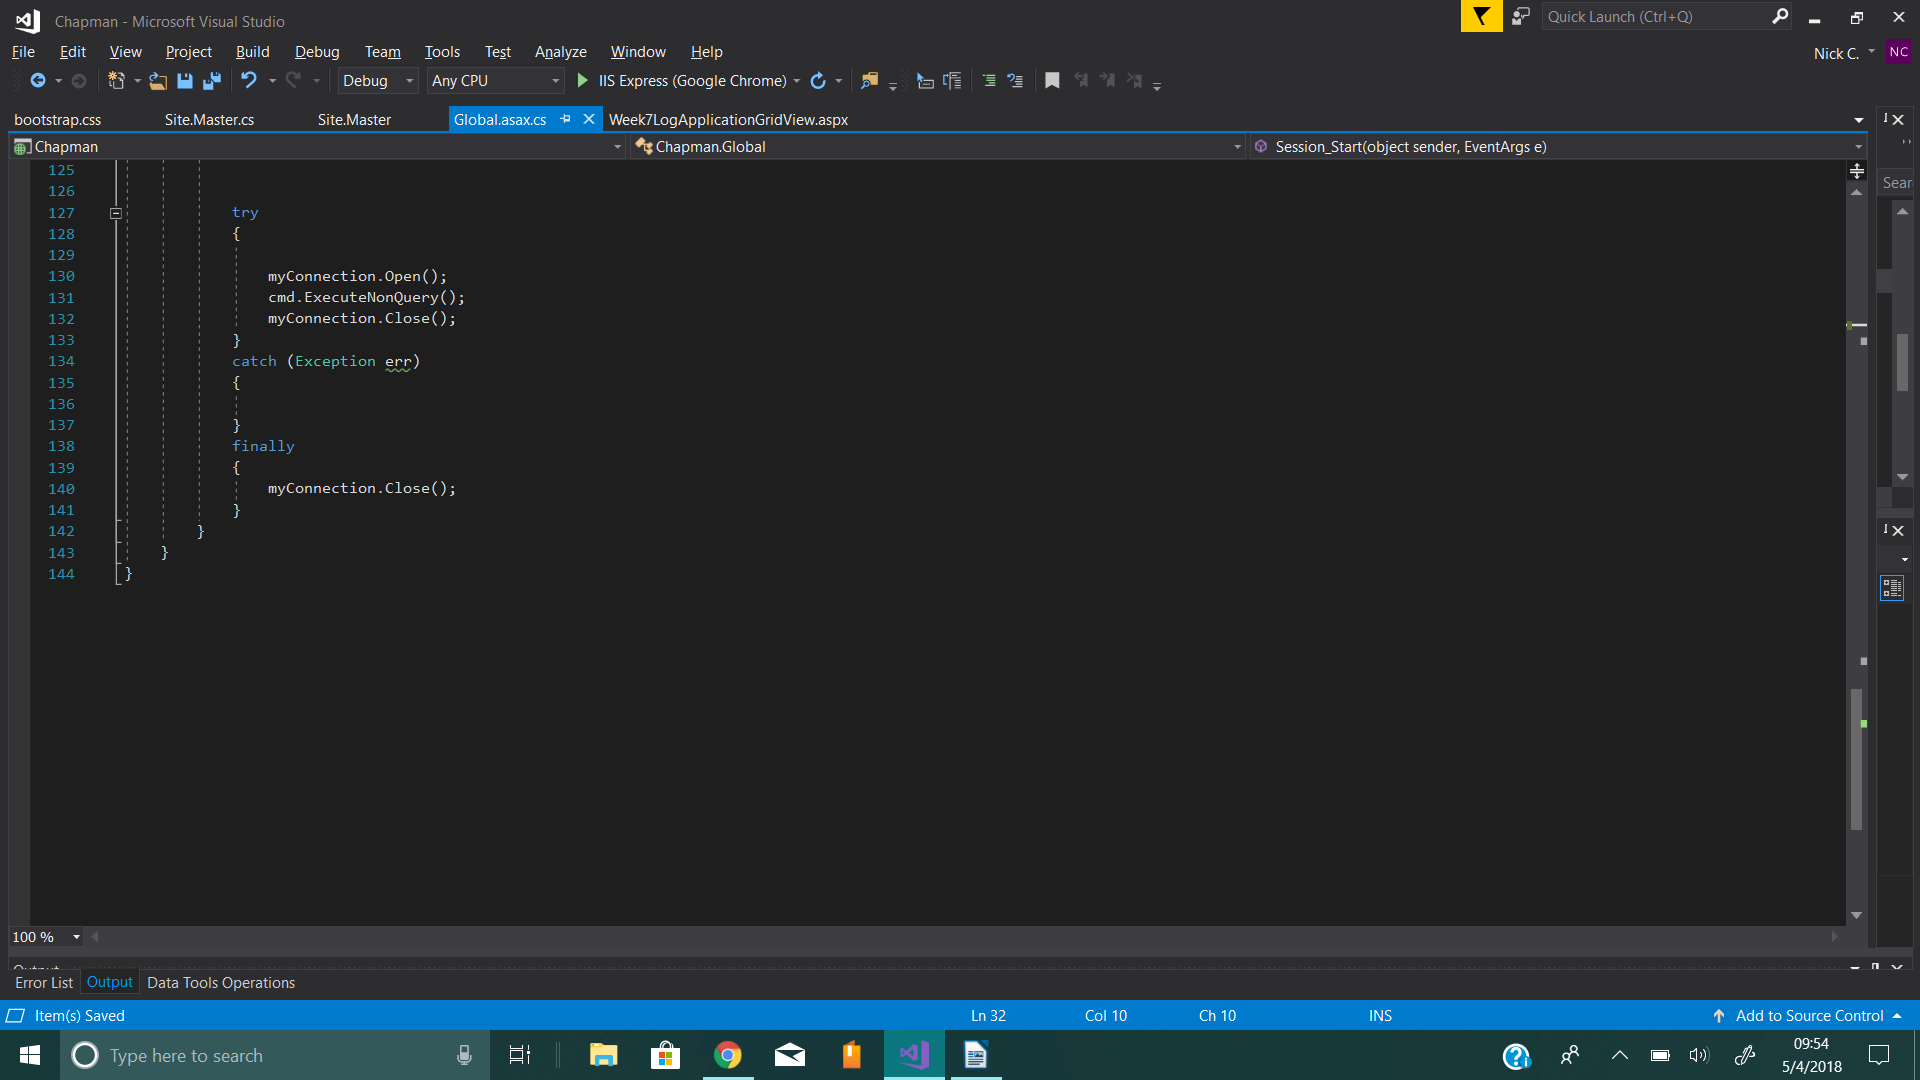 Chapman - Microsoft Visual Studio
Quick Launch (Ctrl+Q)
File Edit View Project Build Debug Team Tools Test Analyze Window Help
Nick C. NC
Debug Any CPU IIS Express (Google Chrome)
bootstrap.css Site.Master.cs Site.Master Global.asax.cs Week7LogApplicationGridView.aspx
Chapman Chapman.Global Session_Start(object sender, EventArgs e)
Sear
125
126
127 try
128 {
129
130 myConnection.Open();
131 cmd.ExecuteNonQuery();
132 myConnection.Close();
133 }
134 catch (Exception err)
135 {
136
137 }
138 finally
139 {
140 myConnection.Close();
141 }
142 }
143 }
144 }
100 %
Output
Error List Output Data Tools Operations
Item(s) Saved Ln 32 Col 10 Ch 10 INS Add to Source Control
Type here to search
09:54
5/4/2018